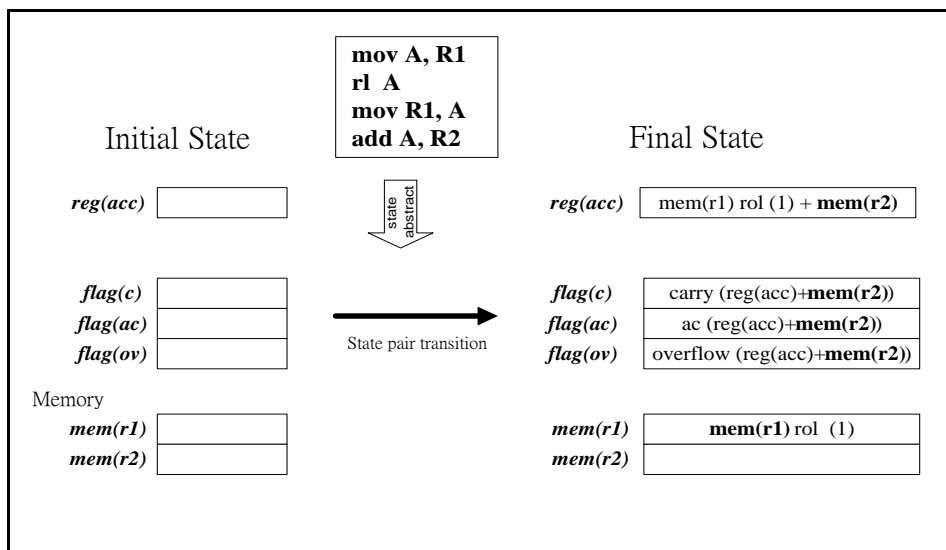 mov A, R1
rl A
mov R1, A
add A, R2
Initial State
Final State
reg(acc)
state
abstract
reg(acc)
mem(r1) rol (1) + mem(r2)
flag(c)
flag(ac)
flag(ov)
State pair transition
flag(c)
carry (reg(acc)+mem(r2))
flag(ac)
ac (reg(acc)+mem(r2))
flag(ov)
overflow (reg(acc)+mem(r2))
Memory
mem(r1)
mem(r2)
mem(r1)
mem(r1) rol (1)
mem(r2)